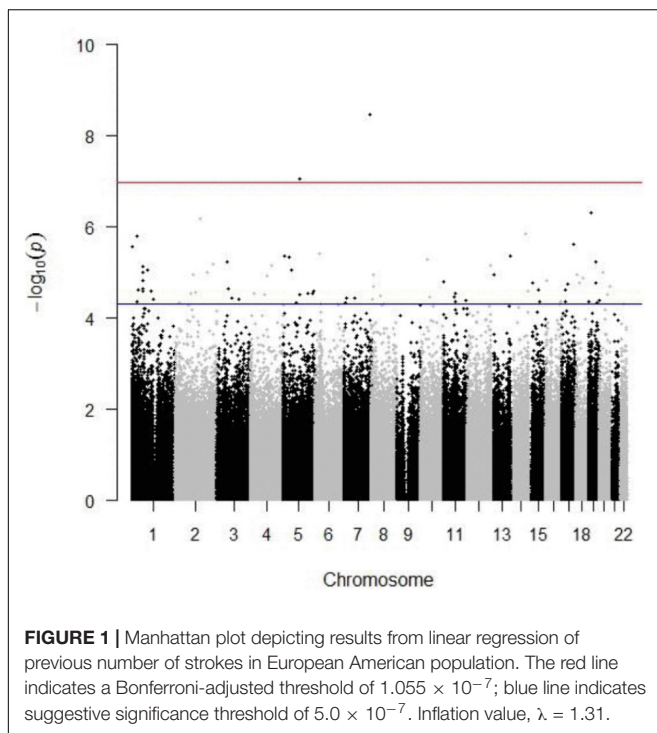 10
8
6
4
2
0
−log₁₀(p)
1 2 3 4 5 6 7 8 9 11 13 15 18 22
Chromosome
FIGURE 1 | Manhattan plot depicting results from linear regression of
previous number of strokes in European American population. The red line
indicates a Bonferroni-adjusted threshold of 1.055 × 10⁻⁷; blue line indicates
suggestive significance threshold of 5.0 × 10⁻⁷. Inflation value, λ = 1.31.